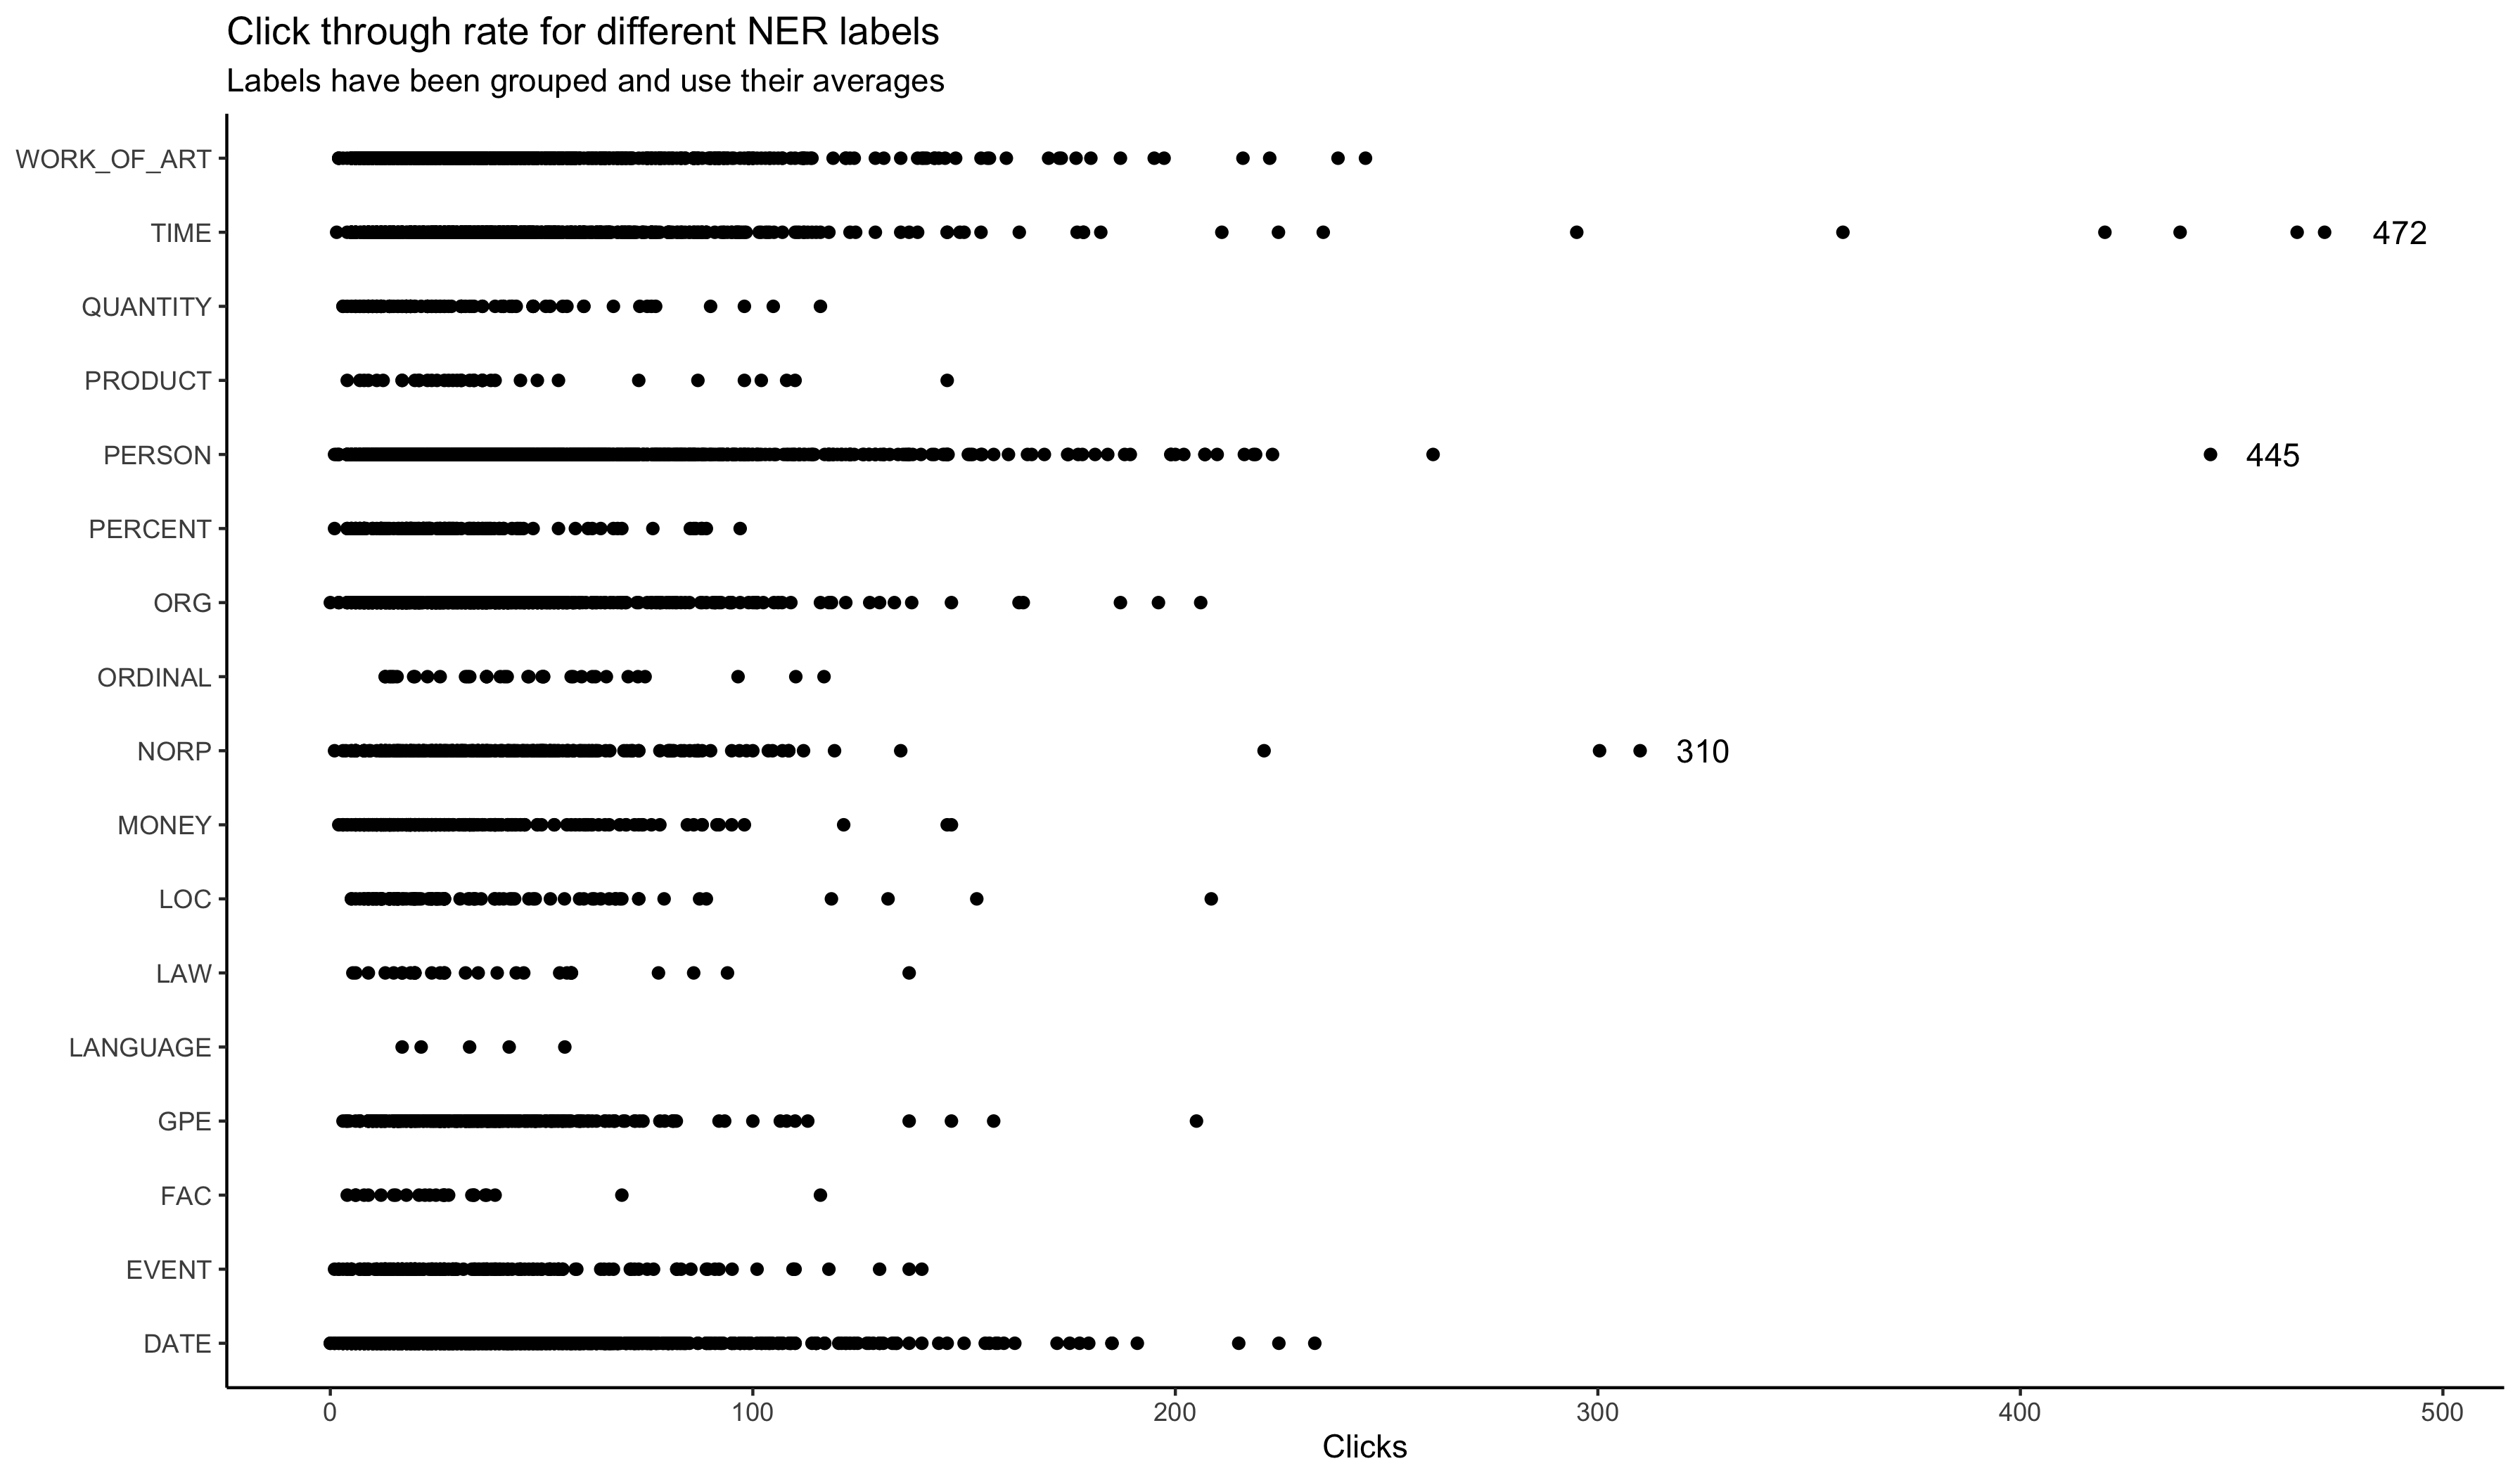 Click through rate for different NER labels
Labels have been grouped and use their averages
WORK_OF_ART
TIME
472
QUANTITY
PRODUCT
PERSON
445
PERCENT
ORG
ORDINAL
NORP
310
MONEY
LOC
LAW
LANGUAGE
GPE
FAC
EVENT
DATE
0 100 200 300 400 500
Clicks